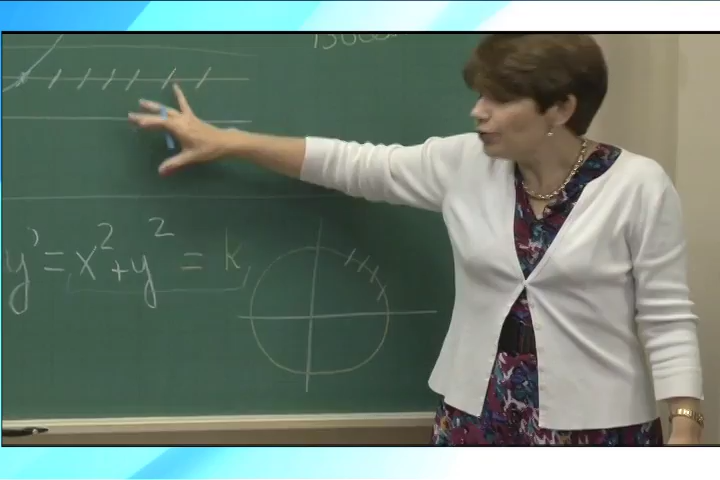 y' = x² + y² = k